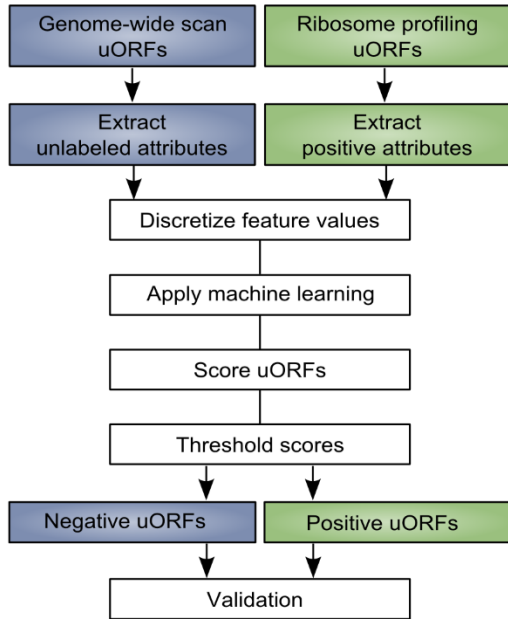 Genome-wide scan
uORFs
Ribosome profiling
uORFs
Extract
unlabeled attributes
Extract
positive attributes
Discretize feature values
Apply machine learning
Score uORFs
Threshold scores
Negative uORFs
Positive uORFs
Validation